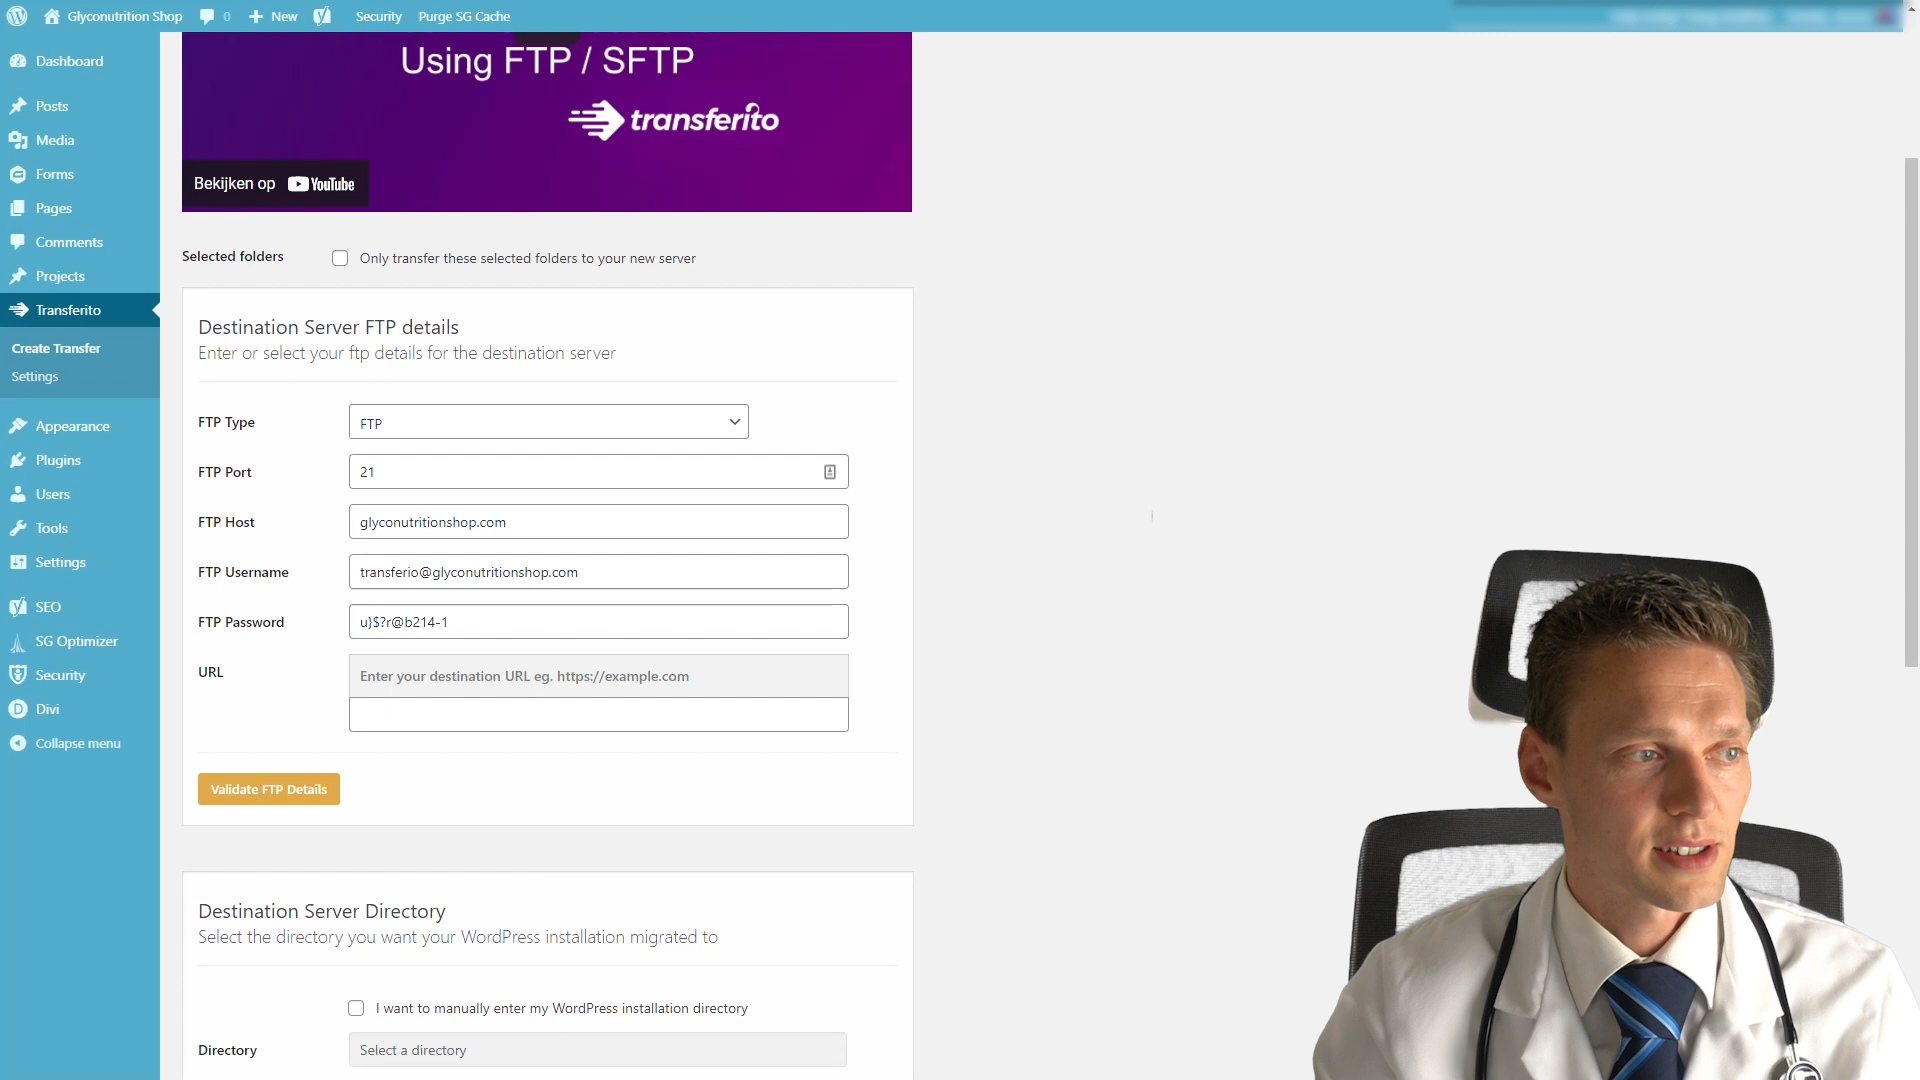 Glyconutrition Shop
0
New
Security
Purge SG Cache
Dashboard
Posts
Media
Forms
Pages
Comments
Projects
Transferito
Create Transfer
Settings
Appearance
Plugins
Users
Tools
Settings
SEO
SG Optimizer
Security
Divi
Collapse menu
Using FTP / SFTP
transferito
Bekijken op YouTube
Selected folders
Only transfer these selected folders to your new server
Destination Server FTP details
Enter or select your ftp details for the destination server
FTP Type
FTP
FTP Port
21
FTP Host
glyconutritionshop.com
FTP Username
transferio@glyconutritionshop.com
FTP Password
u}$?r@b214-1
URL
Enter your destination URL eg. https://example.com
Validate FTP Details
Destination Server Directory
Select the directory you want your WordPress installation migrated to
I want to manually enter my WordPress installation directory
Directory
Select a directory